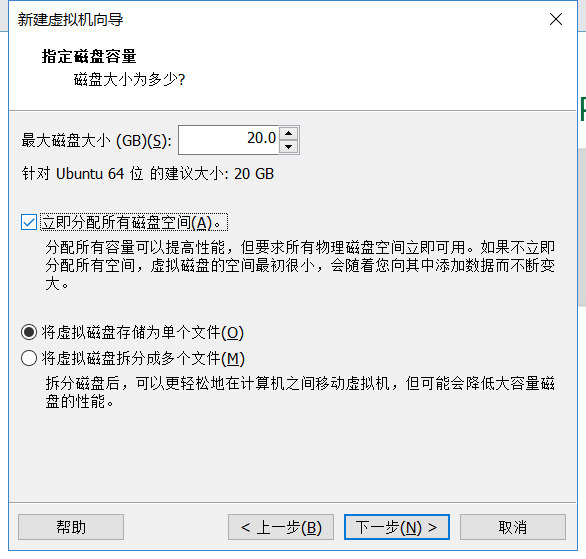 新建虚拟机向导
指定磁盘容量
磁盘大小为多少?
最大磁盘大小 (GB)(S): 20.0
针对 Ubuntu 64 位 的建议大小: 20 GB
立即分配所有磁盘空间(A)。
分配所有容量可以提高性能，但要求所有物理磁盘空间立即可用。如果不立即
分配所有空间，虚拟磁盘的空间最初很小，会随着您向其中添加数据而不断变
大。
将虚拟磁盘存储为单个文件(O)
将虚拟磁盘拆分成多个文件(M)
拆分磁盘后，可以更轻松地在计算机之间移动虚拟机，但可能会降低大容量磁
盘的性能。
帮助 < 上一步(B) 下一步(N) > 取消